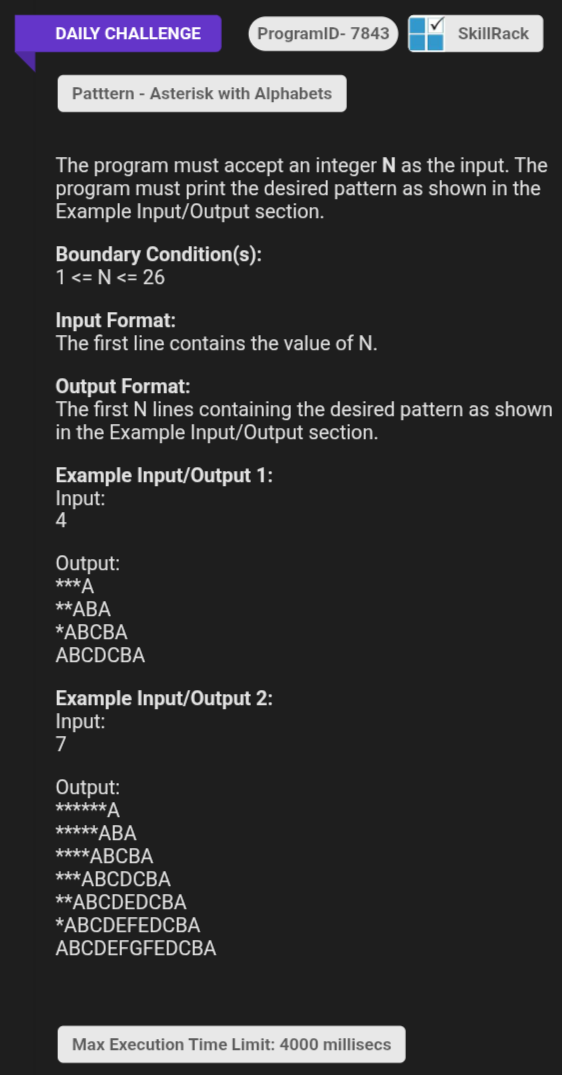 DAILY CHALLENGE
ProgramID- 7843
SkillRack
Patttern - Asterisk with Alphabets
The program must accept an integer N as the input. The
program must print the desired pattern as shown in the
Example Input/Output section.
Boundary Condition(s):
1 <= N <= 26
Input Format:
The first line contains the value of N.
Output Format:
The first N lines containing the desired pattern as shown
in the Example Input/Output section.
Example Input/Output 1:
Input:
4
Output:
***A
**ABA
*ABCBA
ABCDCBA
Example Input/Output 2:
Input:
7
Output:
******A
*****ABA
****ABCBA
***ABCDCBA
**ABCDEDCBA
*ABCDEFEDCBA
ABCDEFGFEDCBA
Max Execution Time Limit: 4000 millisecs